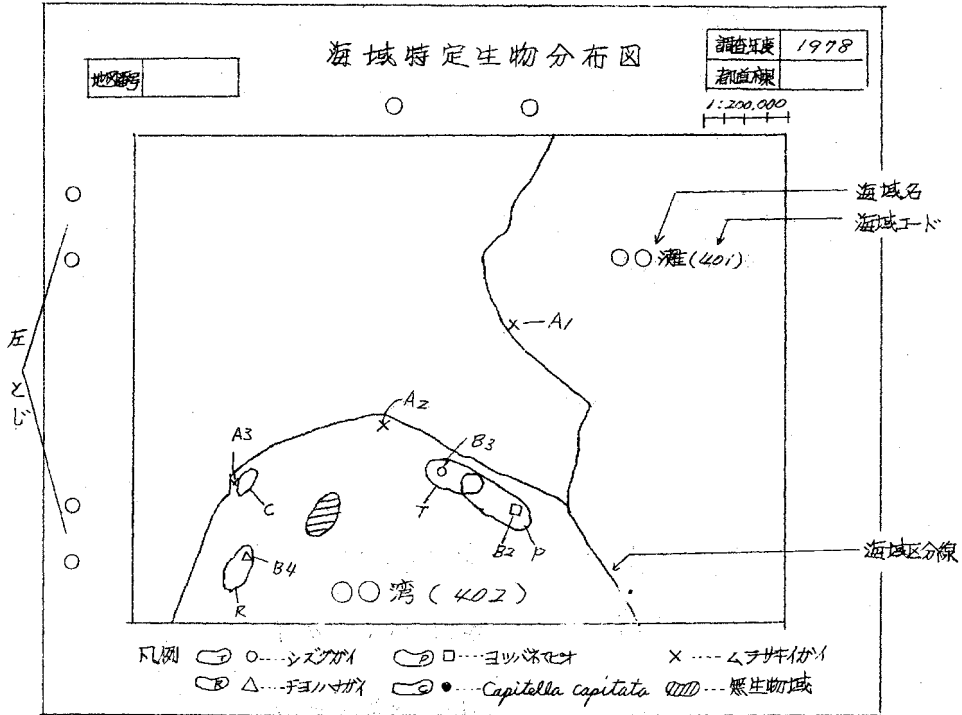 海域特定生物分布図
地図番号
調査年度 1978
都道府県
1:200,000
海域名
海域コード
○○灘(401)
A1
左とじ
A2
A3
B3
C
T
B2
P
B4
R
海域区分線
○○湾(402)
凡例 T ○----シズクガイ P □----ヨツバネスピオ × ----ムラサキイガイ
R △----チヨノハナガイ C ●----Capitella capitata ----無生物域